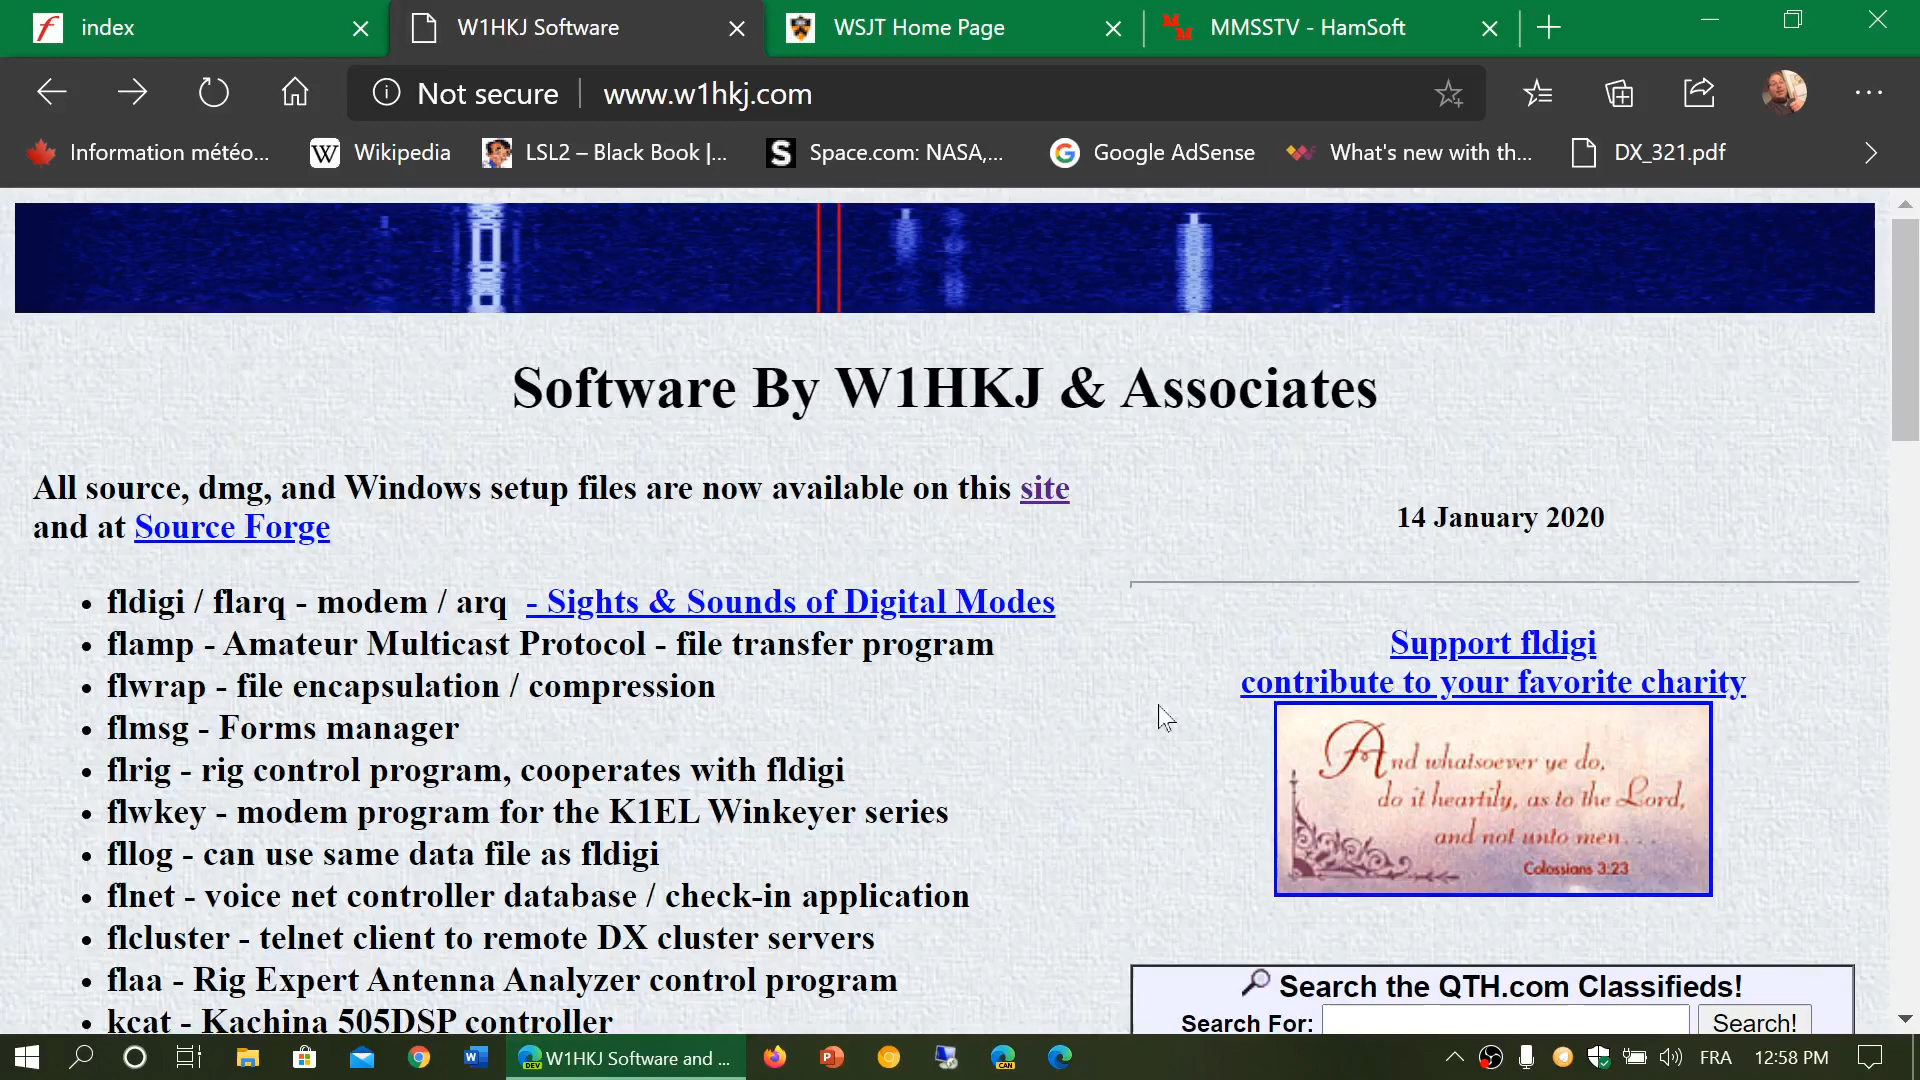 index
W1HKJ Software
WSJT Home Page
MMSSTV - HamSoft
Not secure
www.w1hkj.com
Information météo...
Wikipedia
LSL2 – Black Book |...
Space.com: NASA,...
Google AdSense
What's new with th...
DX_321.pdf
Software By W1HKJ & Associates
All source, dmg, and Windows setup files are now available on this site
and at Source Forge
14 January 2020
fldigi / flarq - modem / arq - Sights & Sounds of Digital Modes
flamp - Amateur Multicast Protocol - file transfer program
flwrap - file encapsulation / compression
flmsg - Forms manager
flrig - rig control program, cooperates with fldigi
flwkey - modem program for the K1EL Winkeyer series
fllog - can use same data file as fldigi
flnet - voice net controller database / check-in application
flcluster - telnet client to remote DX cluster servers
flaa - Rig Expert Antenna Analyzer control program
kcat - Kachina 505DSP controller
Support fldigi
contribute to your favorite charity
And whatsoever ye do,
do it heartily, as to the Lord,
and not unto men...
Colossians 3:23
Search the QTH.com Classifieds!
Search For:
Search!
W1HKJ Software and ...
FRA
12:58 PM